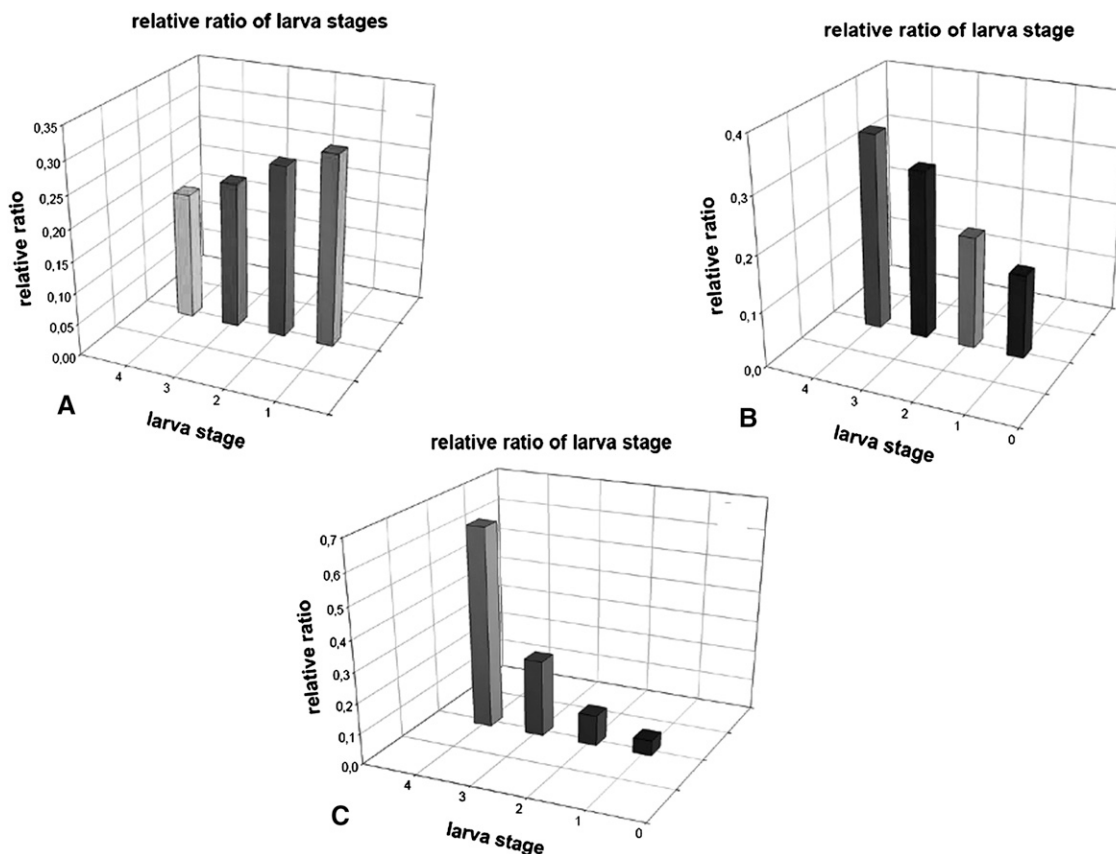 relative ratio of larva stages
0,35
0,30
0,25
0,20
0,15
0,10
0,05
0,00
relative ratio
4
3
2
1
larva stage
A
relative ratio of larva stage
0,4
0,3
0,2
0,1
0,0
relative ratio
4
3
2
1
0
larva stage
B
relative ratio of larva stage
0,7
0,6
0,5
0,4
0,3
0,2
0,1
0,0
relative ratio
4
3
2
1
0
larva stage
C